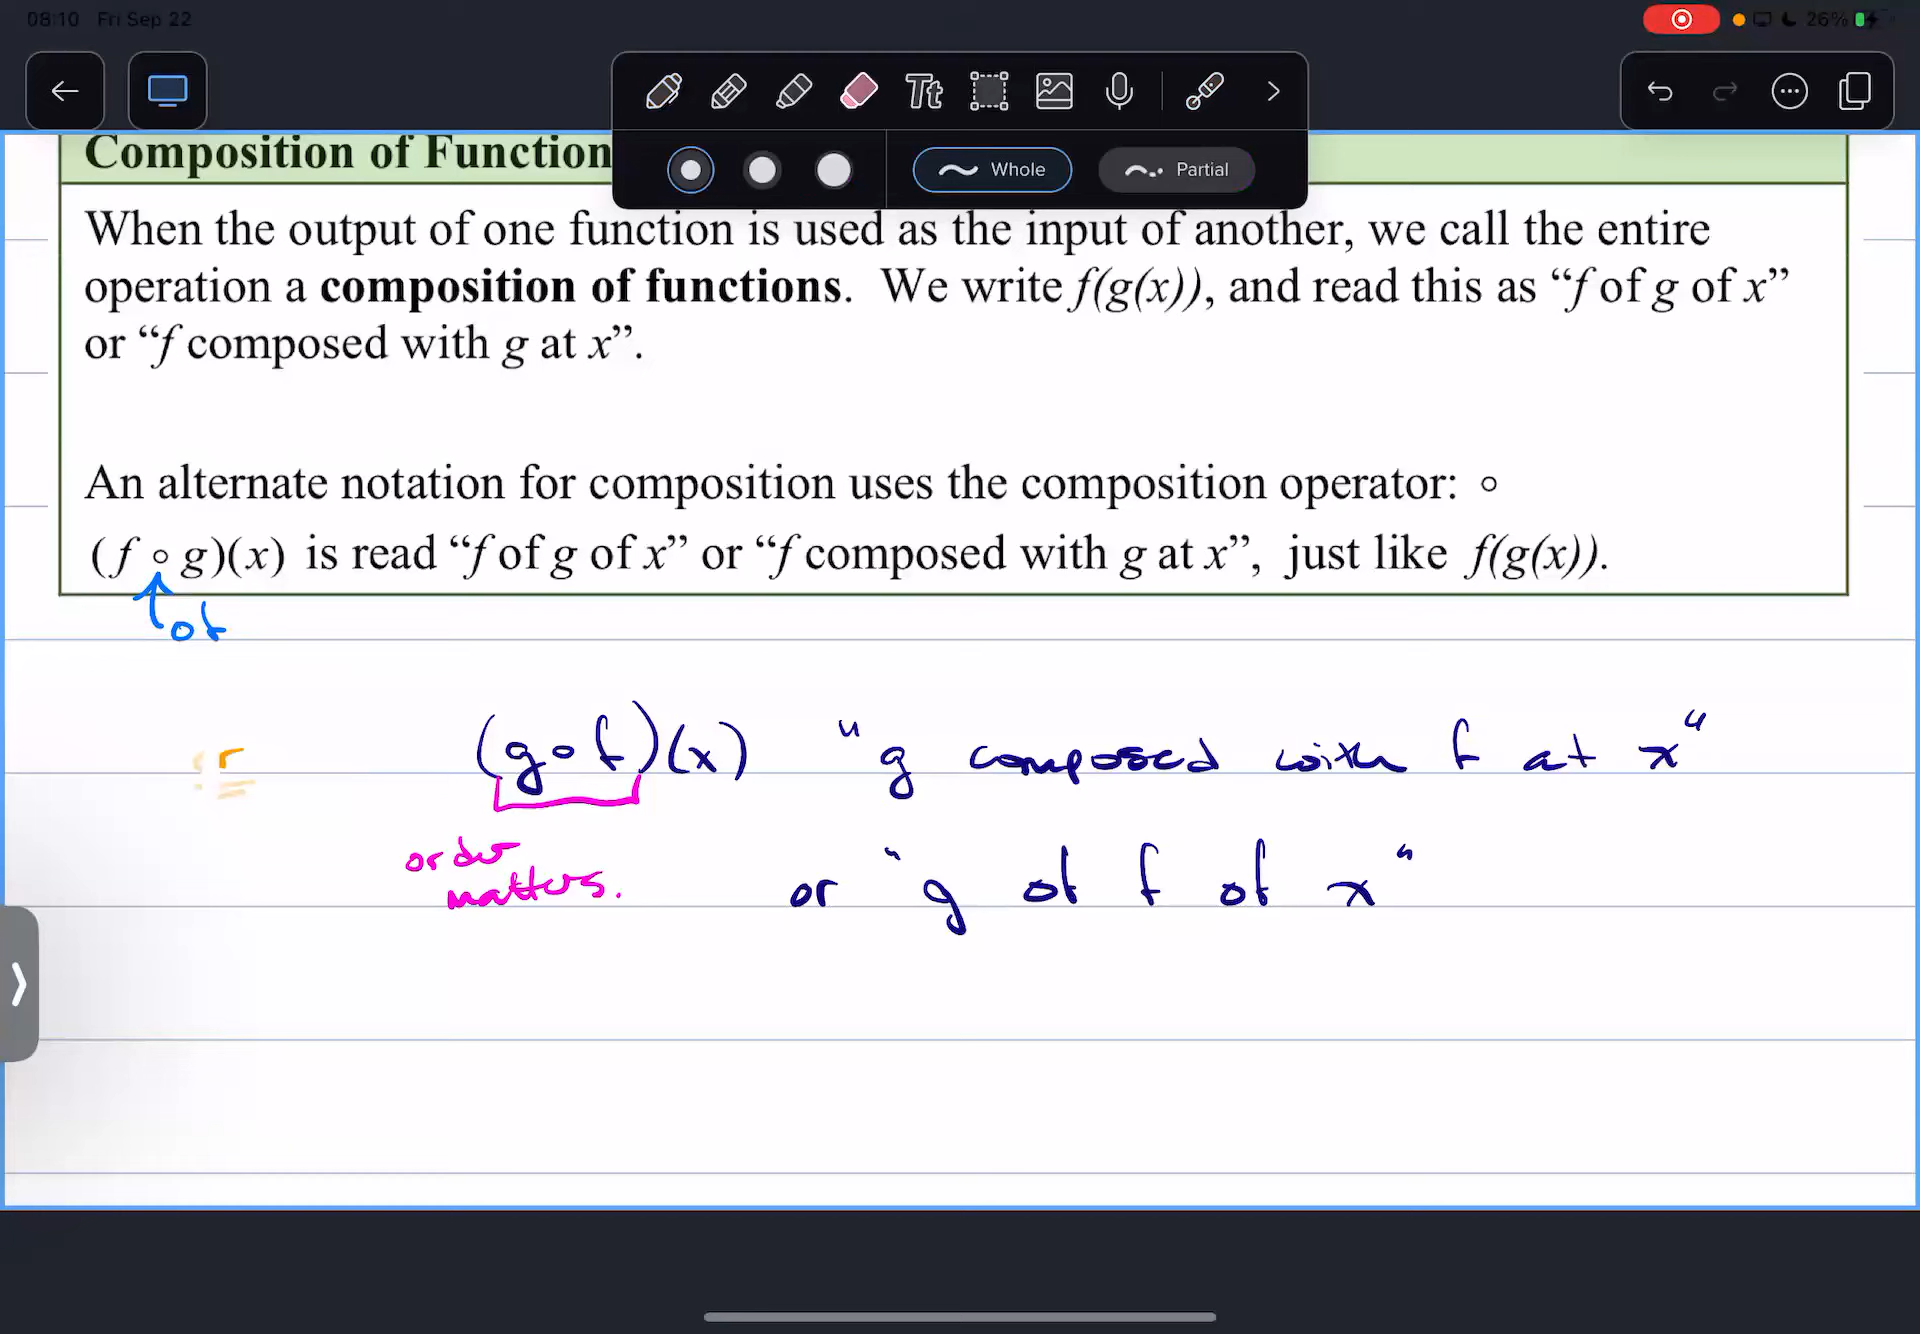 08:10 Fri Sep 22
26%
Tt
Whole
Partial
Composition of Function
When the output of one function is used as the input of another, we call the entire
operation a composition of functions. We write f(g(x)), and read this as “f of g of x”
or “f composed with g at x”.
An alternate notation for composition uses the composition operator: ∘
(f ∘ g)(x) is read “f of g of x” or “f composed with g at x”, just like f(g(x)).
of
(g∘f)(x) "g composed with f at x"
order
matters.
or "g of f of x"